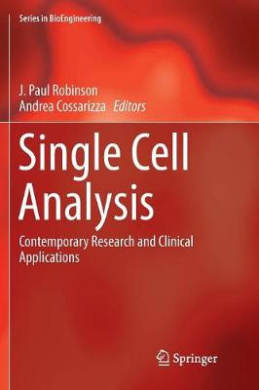 Series in BioEngineering
J. Paul Robinson
Andrea Cossarizza Editors
Single Cell
Analysis
Contemporary Research and Clinical
Applications
Springer